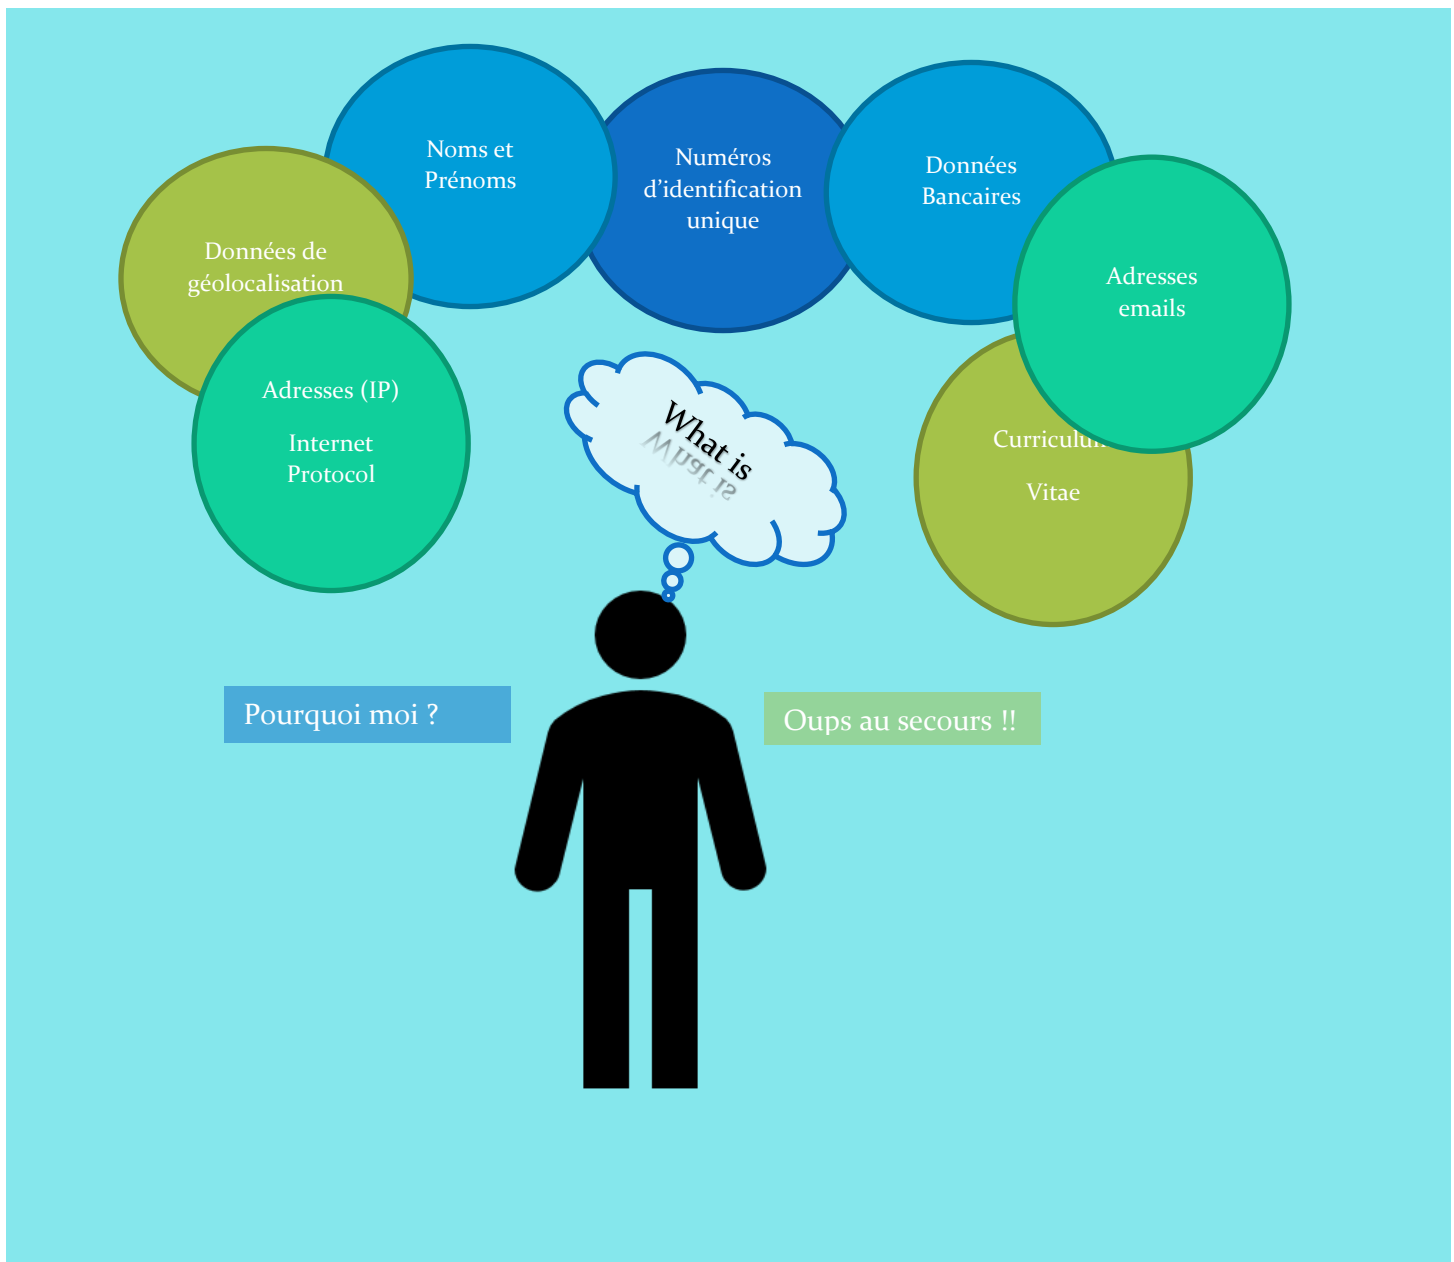 Noms et
Prénoms
Numéros
d’identification
unique
Données
Bancaires
Données de
géolocalisation
Adresses
emails
Adresses (IP)
Internet
Protocol
Curriculum
Vitae
What is
Pourquoi moi ?
Oups au secours !!